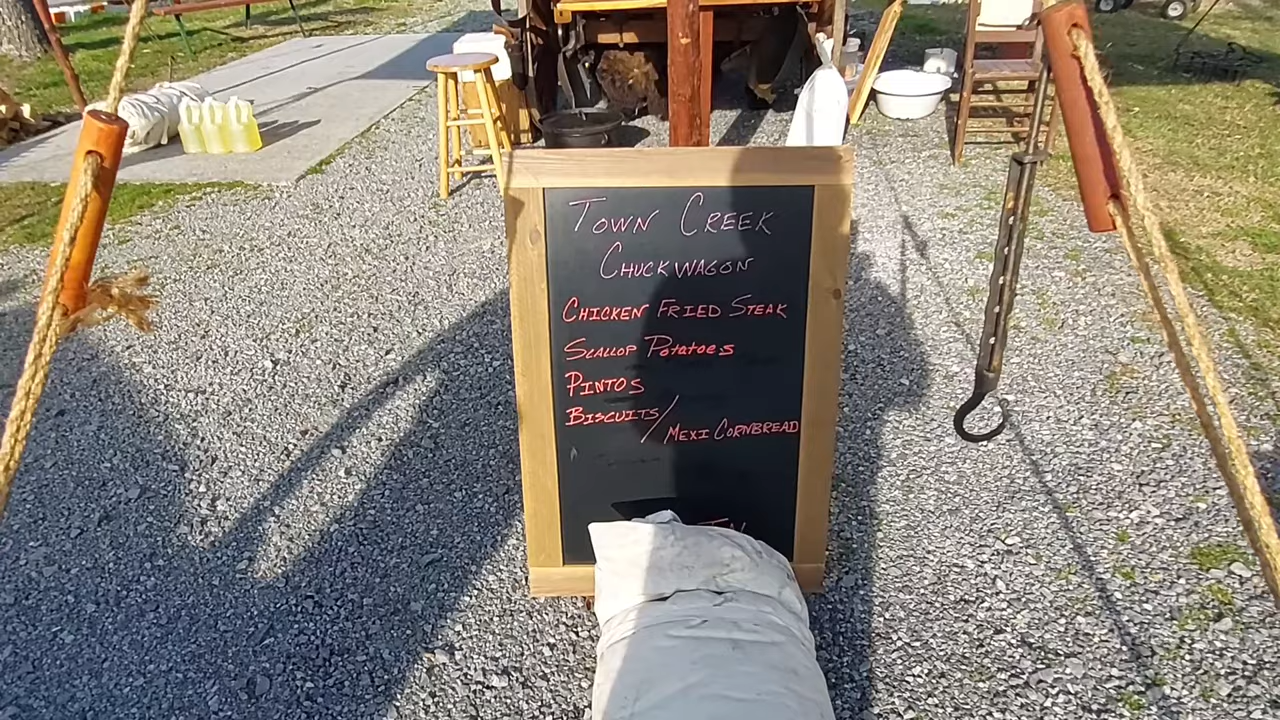 TOWN CREEK
CHUCKWAGON
CHICKEN FRIED STEAK
SCALLOP POTATOES
PINTOS
BISCUITS/
MEXI CORNBREAD